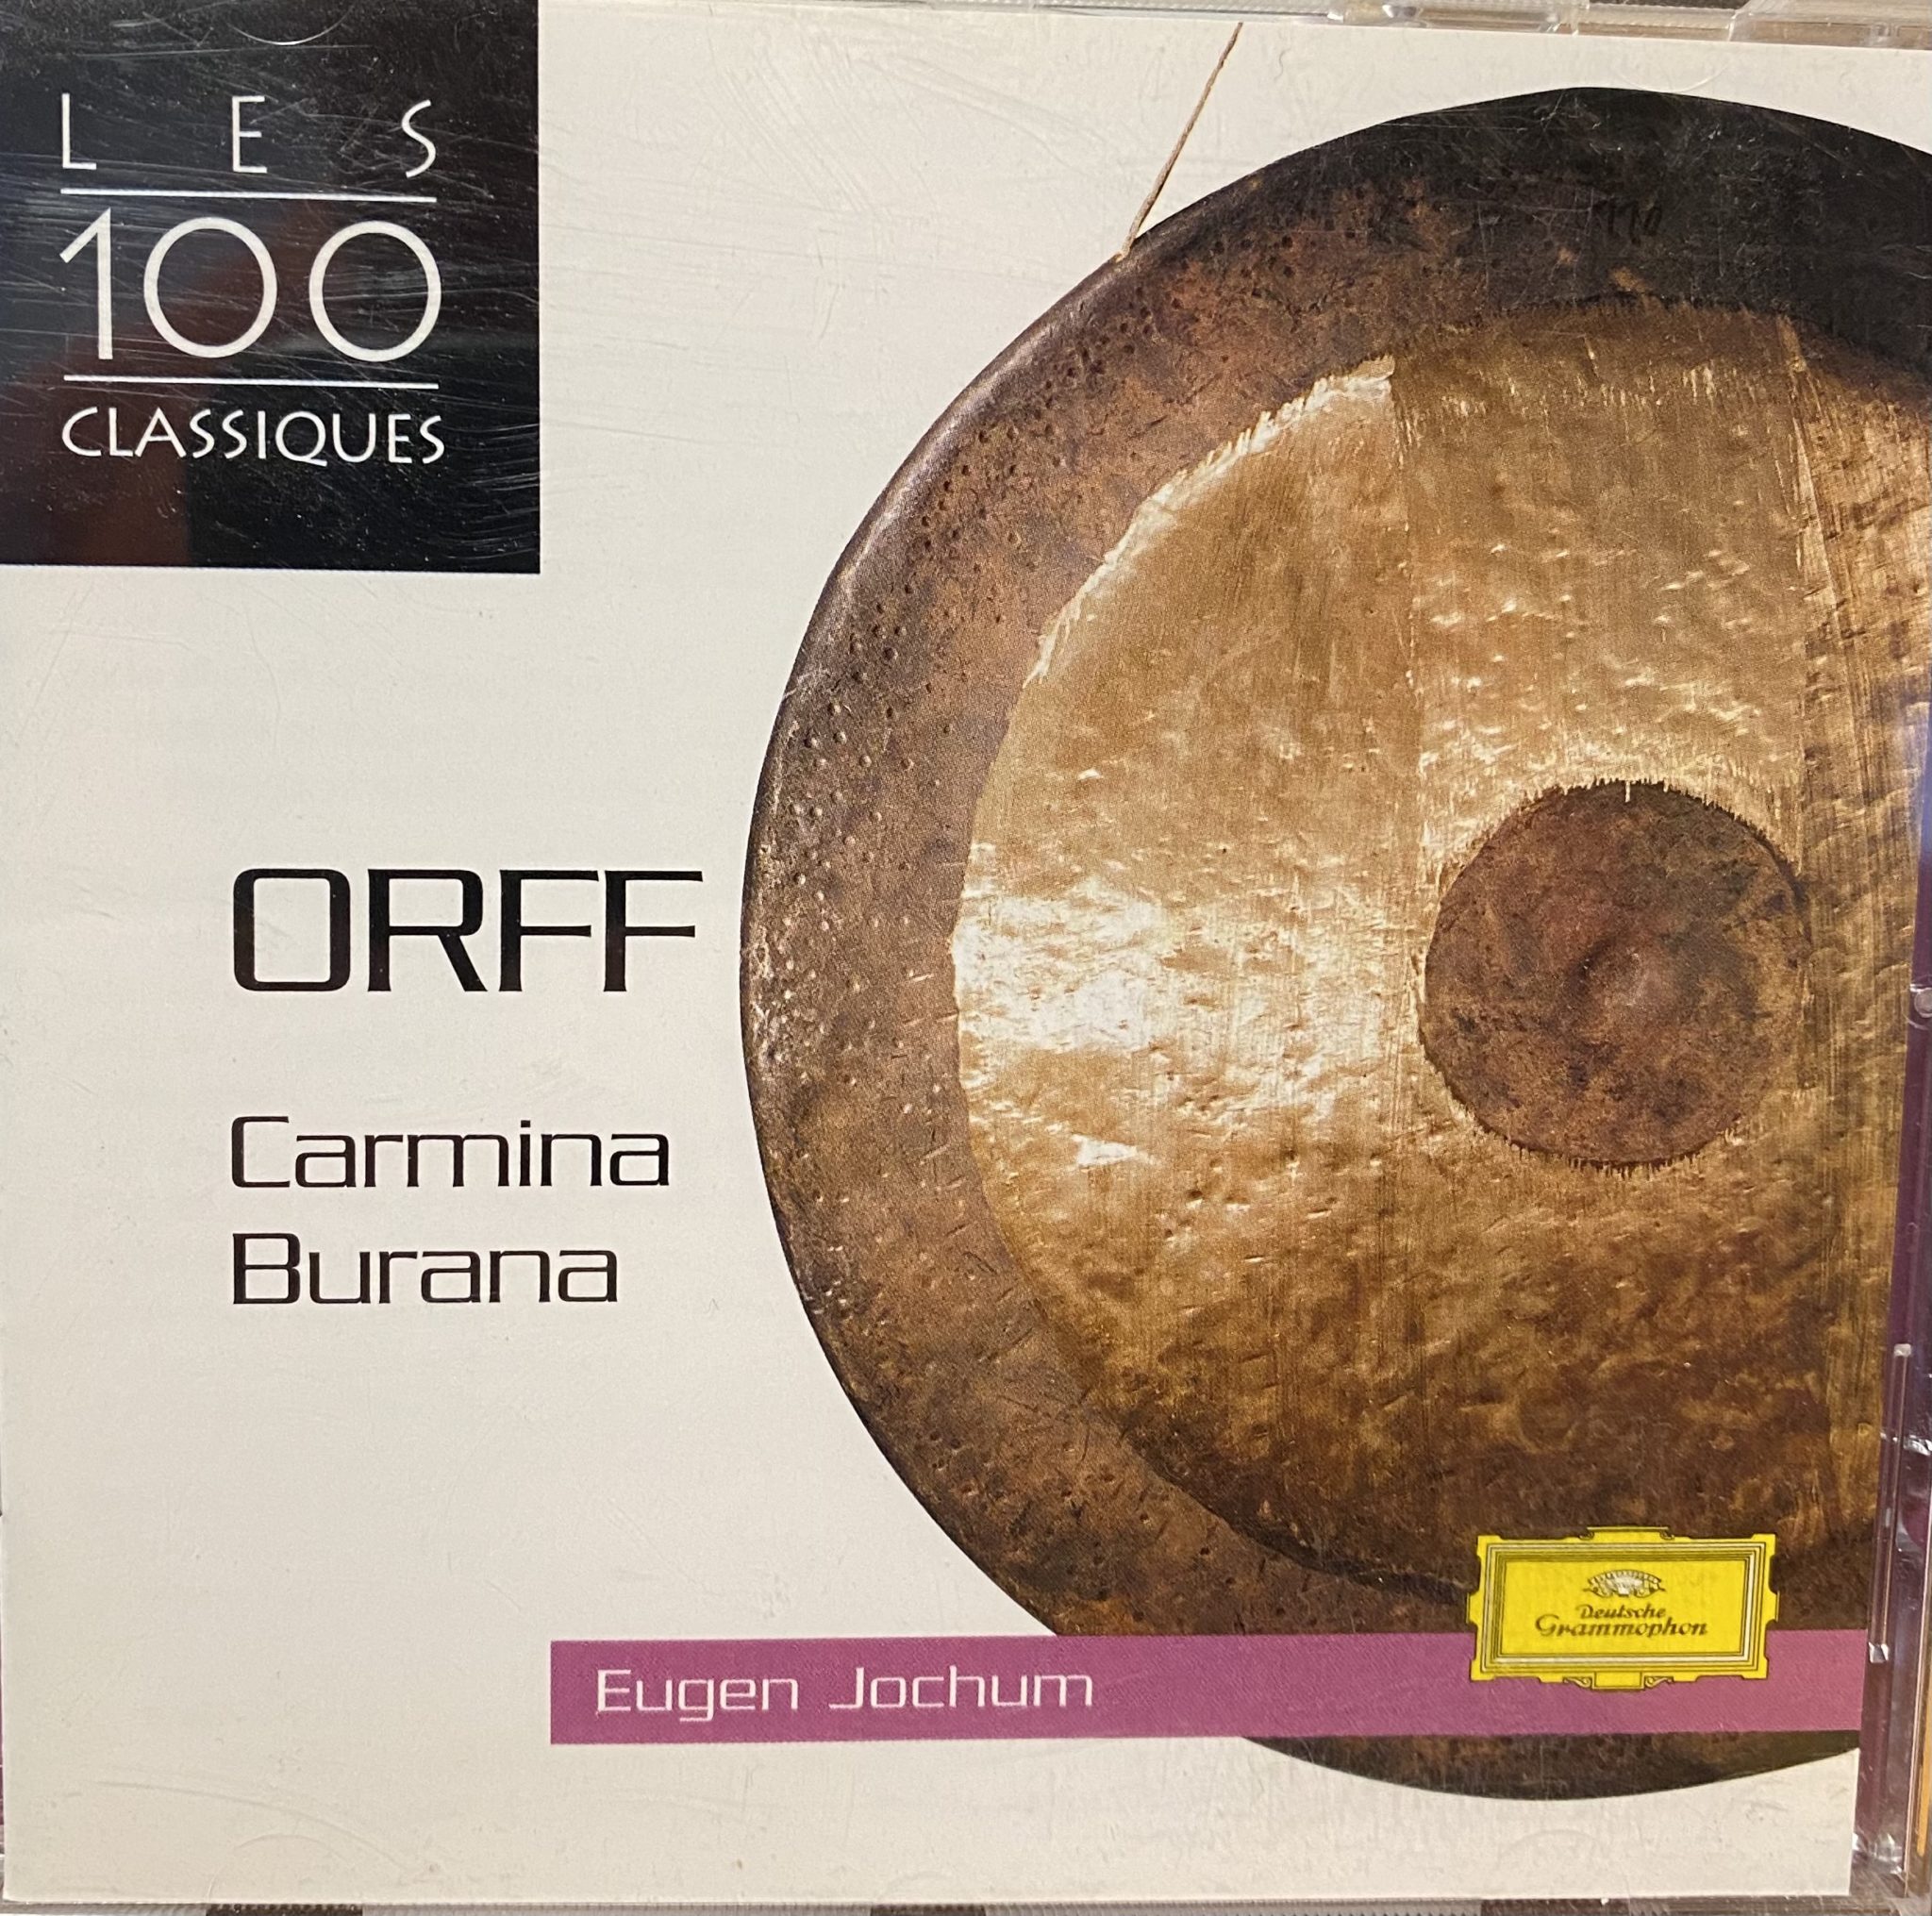 LES
100
CLASSIQUES
ORFF
Carmina
Burana
Deutsche
Grammophon
Eugen Jochum